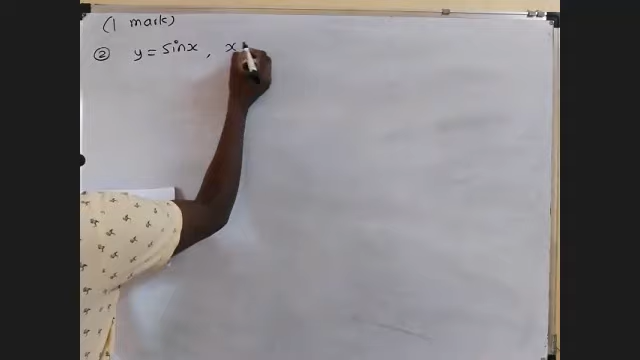 (1 mark)
② y = sinx , x